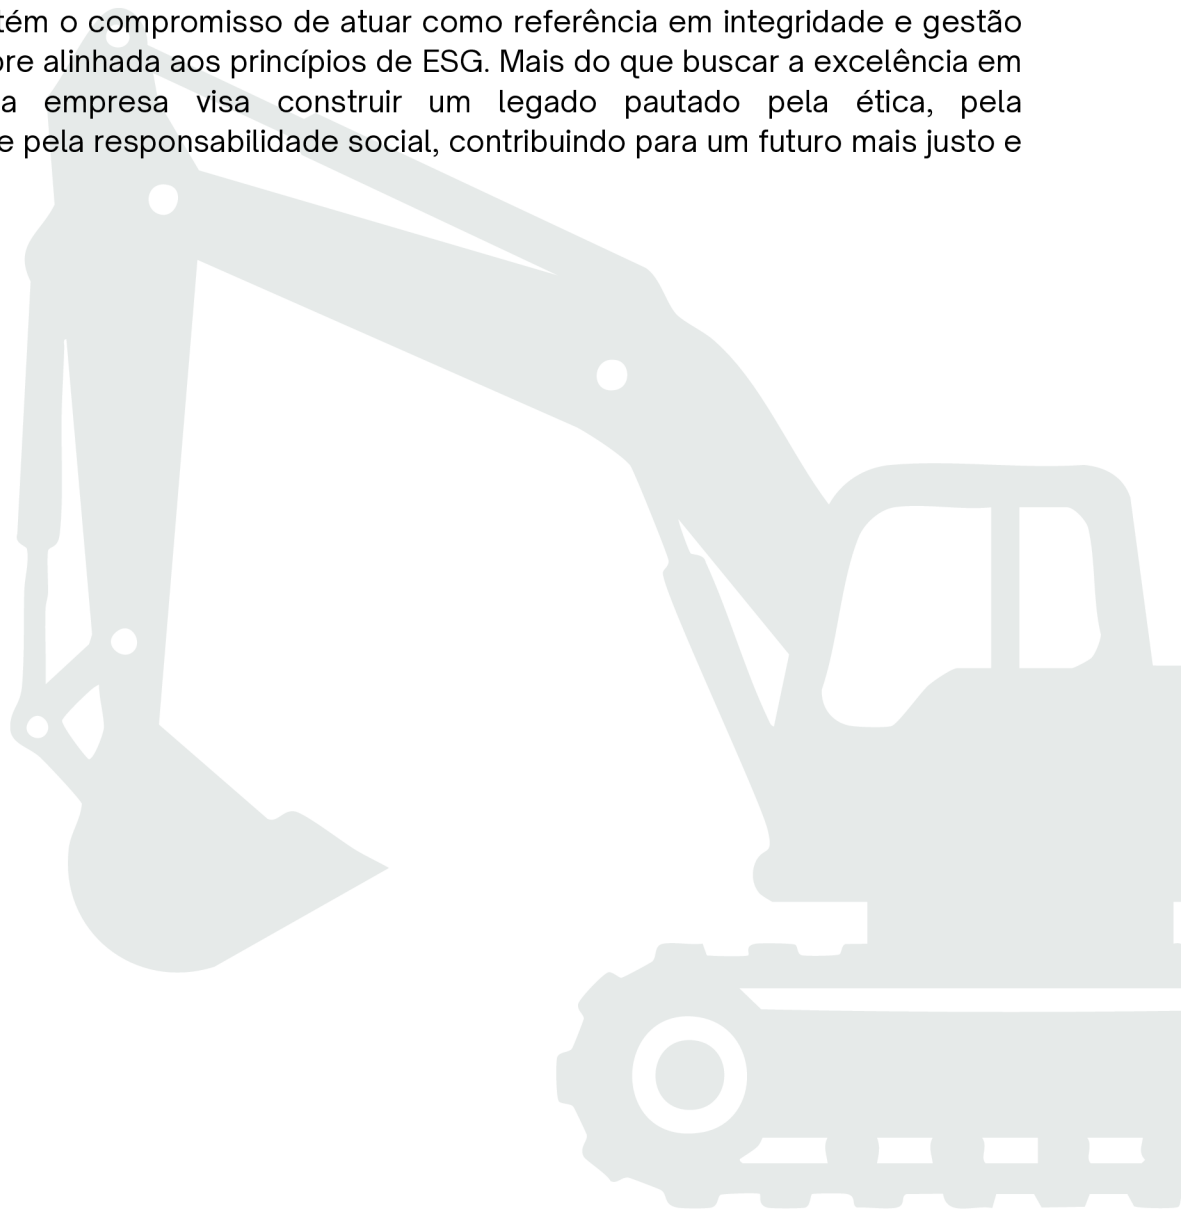 tém o compromisso de atuar como referência em integridade e gestão
re alinhada aos princípios de ESG. Mais do que buscar a excelência em
a empresa visa construir um legado pautado pela ética, pela
e pela responsabilidade social, contribuindo para um futuro mais justo e